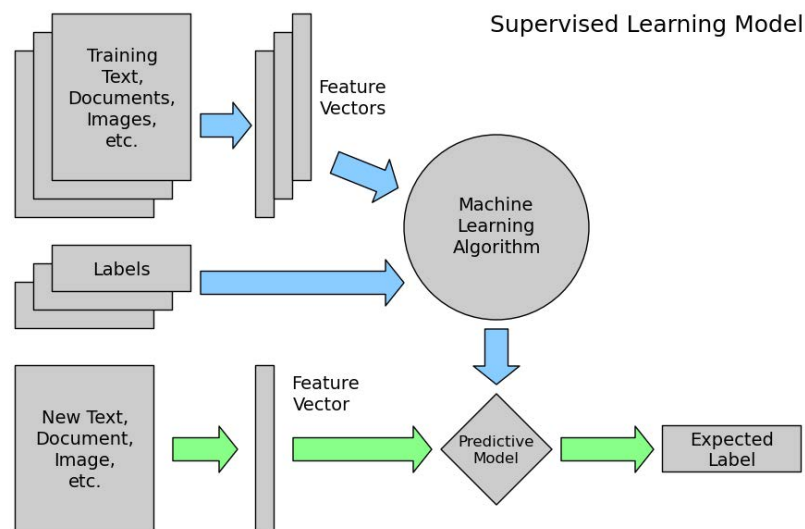 Supervised Learning Model
Training
Text,
Documents,
Images,
etc.
Feature
Vectors
Machine
Learning
Algorithm
Labels
New Text,
Document,
Image,
etc.
Feature
Vector
Predictive
Model
Expected
Label